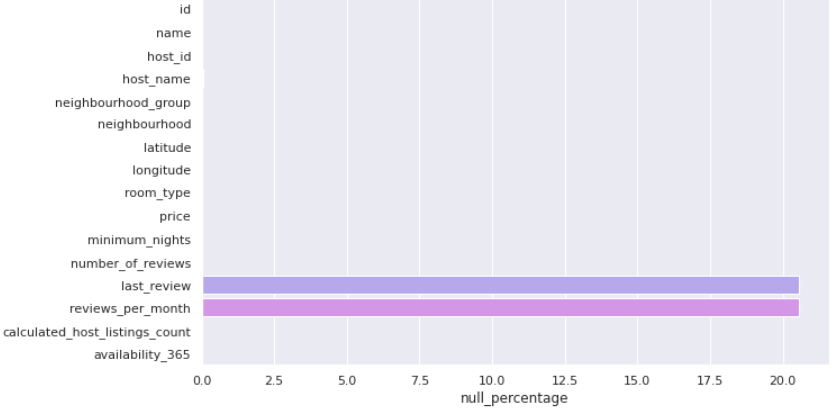 id
name
host_id
host_name
neighbourhood_group
neighbourhood
latitude
longitude
room_type
price
minimum_nights
number_of_reviews
last_review
reviews_per_month
calculated_host_listings_count
availability_365
0.0 2.5 5.0 7.5 10.0 12.5 15.0 17.5 20.0
null_percentage